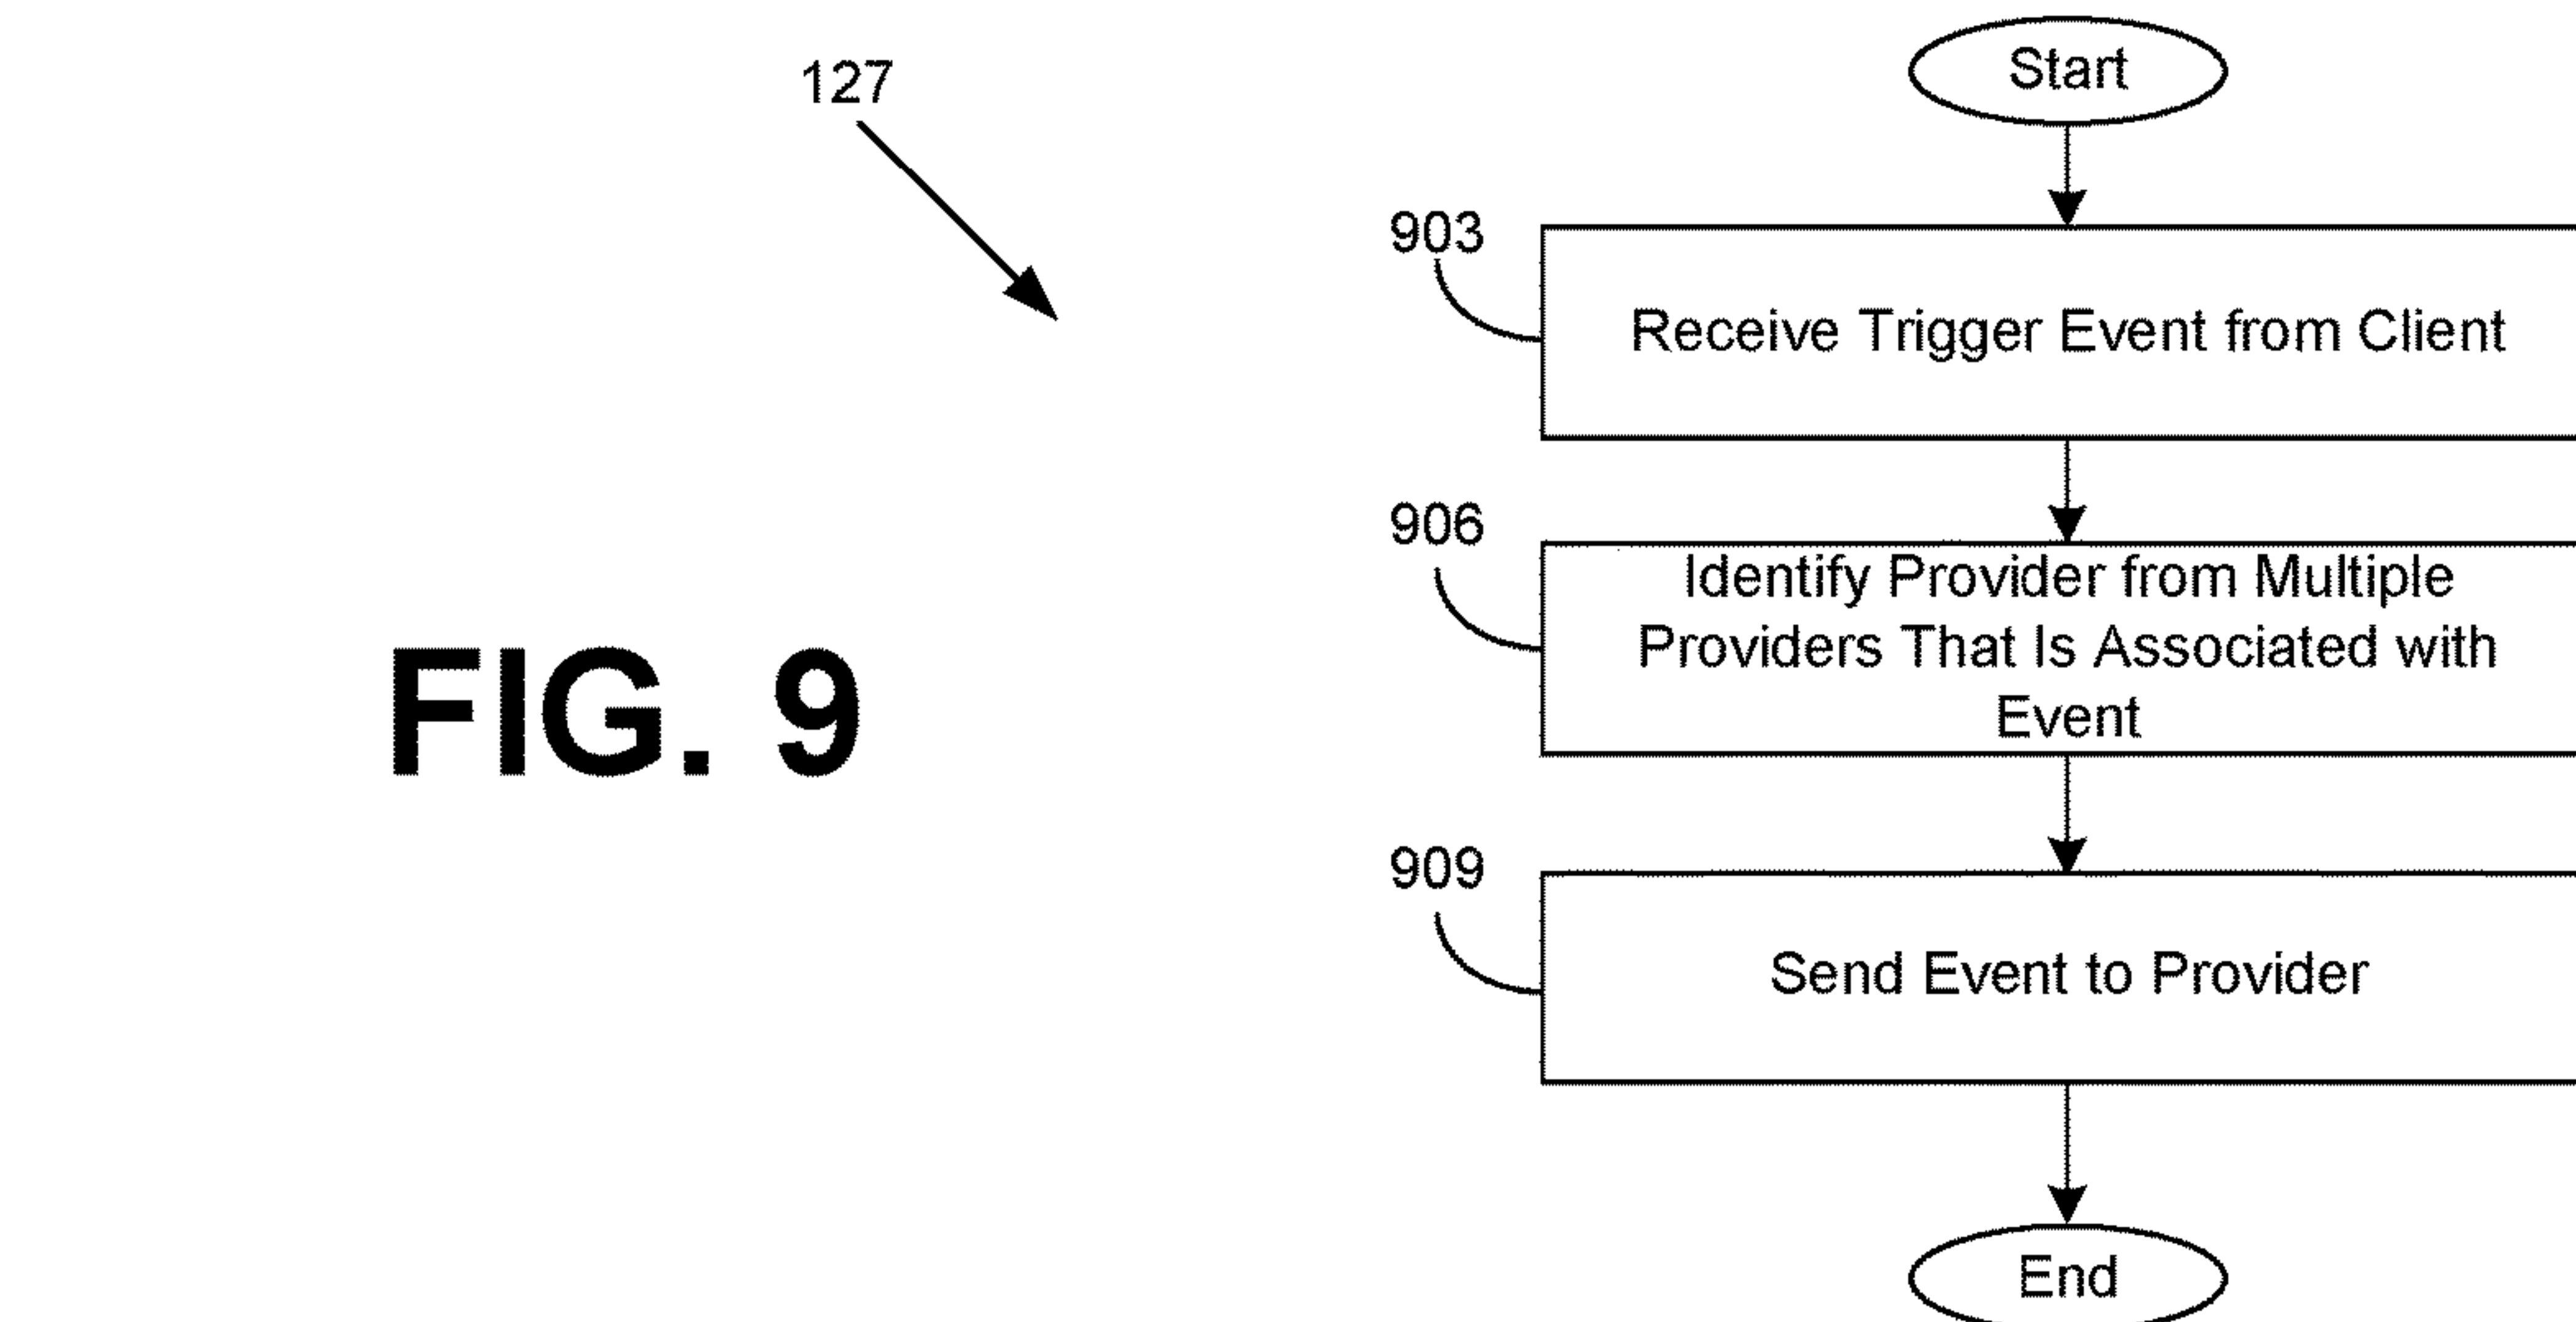 127
Start
903
Receive Trigger Event from Client
906
Identify Provider from Multiple
Providers That Is Associated with
Event
FIG. 9
909
Send Event to Provider
End